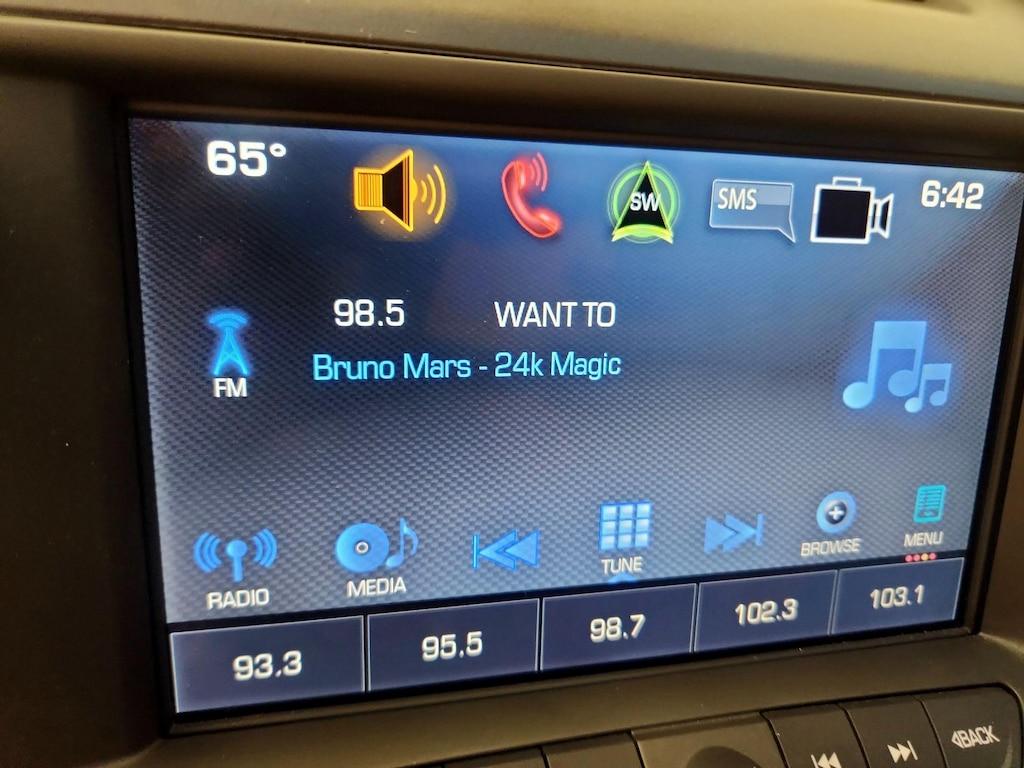 65°
SW
SMS
6:42
98.5 WANT TO
Bruno Mars - 24k Magic
FM
RADIO
MEDIA
TUNE
BROWSE
MENU
93.3
95.5
98.7
102.3
103.1
BACK